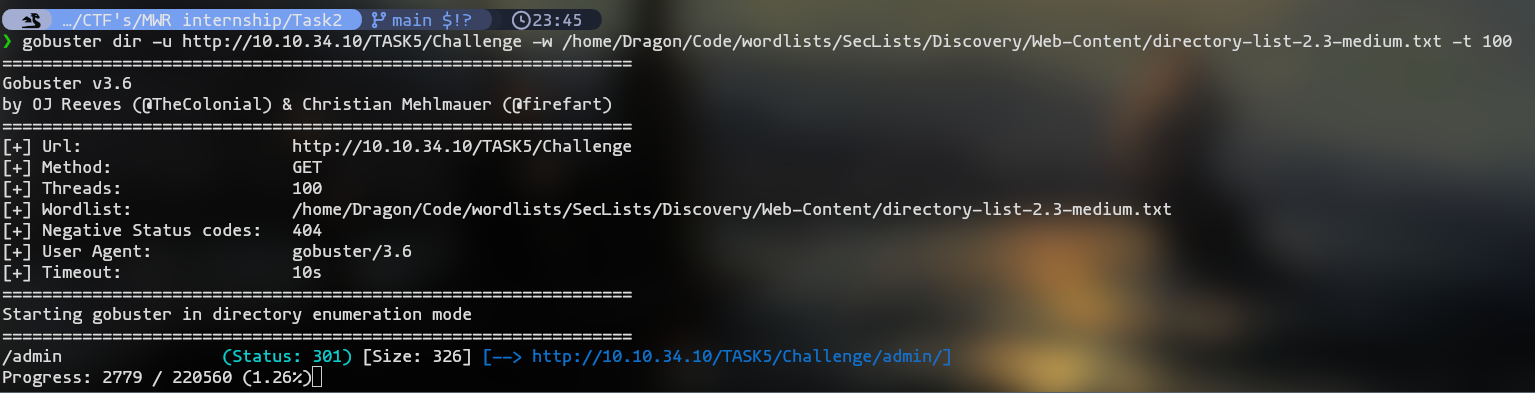 …/CTF's/MWR internship/Task2 main $!? 23:45
❯ gobuster dir -u http://10.10.34.10/TASK5/Challenge -w /home/Dragon/Code/wordlists/SecLists/Discovery/Web-Content/directory-list-2.3-medium.txt -t 100
===============================================================
Gobuster v3.6
by OJ Reeves (@TheColonial) & Christian Mehlmauer (@firefart)
===============================================================
[+] Url:                     http://10.10.34.10/TASK5/Challenge
[+] Method:                  GET
[+] Threads:                 100
[+] Wordlist:                /home/Dragon/Code/wordlists/SecLists/Discovery/Web-Content/directory-list-2.3-medium.txt
[+] Negative Status codes:   404
[+] User Agent:              gobuster/3.6
[+] Timeout:                 10s
===============================================================
Starting gobuster in directory enumeration mode
===============================================================
/admin                (Status: 301) [Size: 326] [--> http://10.10.34.10/TASK5/Challenge/admin/]
Progress: 2779 / 220560 (1.26%)